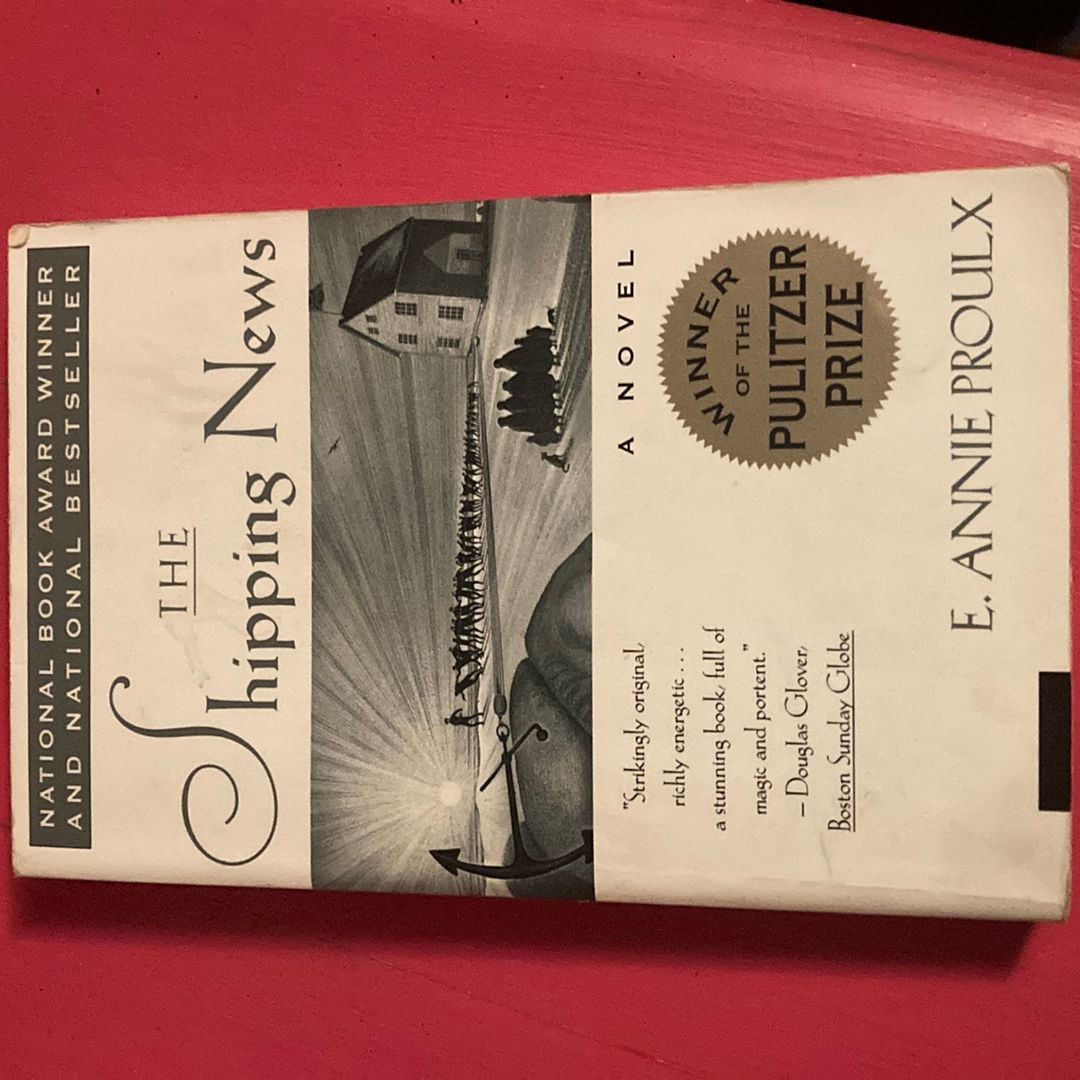 NATIONAL BOOK AWARD WINNER
AND NATIONAL BESTSELLER
THE
Shipping News
A NOVEL
"Strikingly original,
richly energetic . . .
a stunning book, full of
magic and portent."
– Douglas Glover,
Boston Sunday Globe
WINNER
OF THE
PULITZER
PRIZE
E. ANNIE PROULX